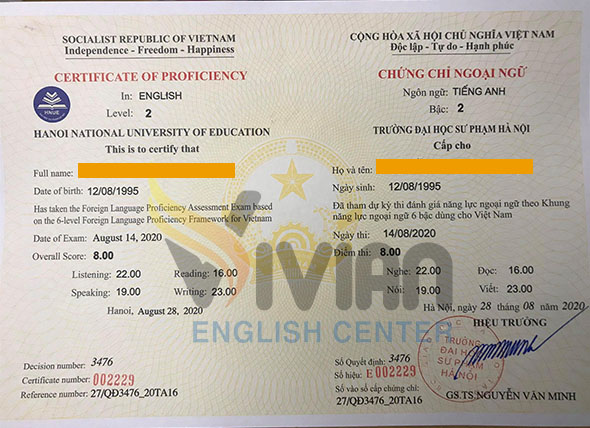 SOCIALIST REPUBLIC OF VIETNAM
Independence - Freedom - Happiness
CERTIFICATE OF PROFICIENCY
In: ENGLISH
Level: 2
HNUE
HANOI NATIONAL UNIVERSITY OF EDUCATION
This is to certify that
Full name:
Date of birth: 12/08/1995
Has taken the Foreign Language Proficiency Assessment Exam based
on the 6-level Foreign Language Proficiency Framework for Vietnam
Date of Exam: August 14, 2020
Overall Score: 8.00
Listening: 22.00 Reading: 16.00
Speaking: 19.00 Writing: 23.00
Hanoi, August 28, 2020
Decision number: 3476
Certificate number: 002229
Reference number: 27/QĐ3476_20TA16
CỘNG HÒA XÃ HỘI CHỦ NGHĨA VIỆT NAM
Độc lập - Tự do - Hạnh phúc
CHỨNG CHỈ NGOẠI NGỮ
Ngôn ngữ: TIẾNG ANH
Bậc: 2
TRƯỜNG ĐẠI HỌC SƯ PHẠM HÀ NỘI
Cấp cho
Họ và tên:
Ngày sinh: 12/08/1995
Đã tham dự kỳ thi đánh giá năng lực ngoại ngữ theo Khung
năng lực ngoại ngữ 6 bậc dùng cho Việt Nam
Ngày thi: 14/08/2020
Điểm thi: 8.00
Nghe: 22.00 Đọc: 16.00
Nói: 19.00 Viết: 23.00
Hà Nội, ngày 28 tháng 08 năm 2020
HIỆU TRƯỞNG
TRƯỜNG
ĐẠI HỌC
SƯ PHẠM
HÀ NỘI
Số Quyết định: 3476
Số hiệu: E 002229
Số vào sổ cấp chứng chỉ:
27/QĐ3476_20TA16
GS.TS.NGUYỄN VĂN MINH
VIVIAN
ENGLISH CENTER